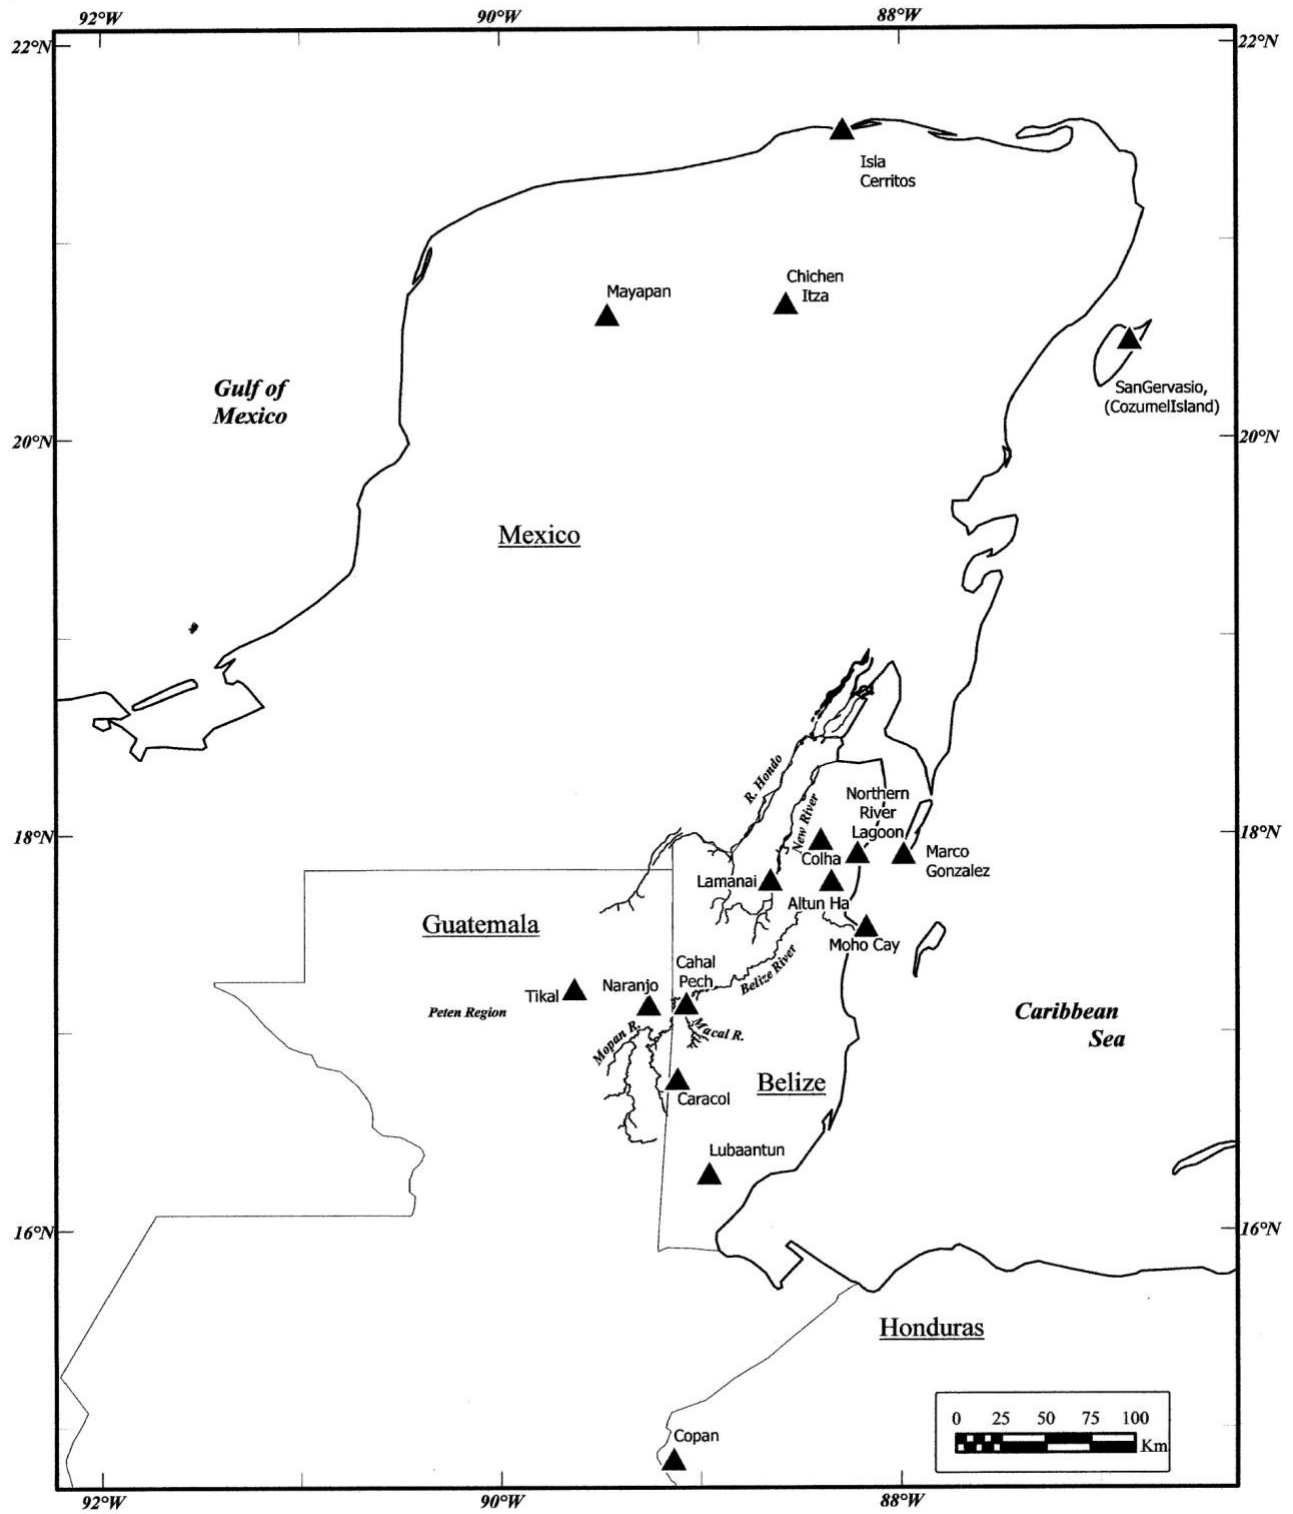 92°W
90°W
88°W
22°N
22°N
Isla
Cerritos
Chichen
Itza
Mayapan
Gulf of
Mexico
SanGervasio,
(CozumelIsland)
20°N
20°N
Mexico
R. Hondo
New River
Northern
River
Lagoon
18°N
18°N
Colha
Marco
Gonzalez
Lamanai
Altun Ha
Guatemala
Moho Cay
Cahal
Pech
Belize River
Naranjo
Tikal
Peten Region
Caribbean
Sea
Mopan R.
Macal R.
Belize
Caracol
Lubaantun
16°N
16°N
Honduras
0 25 50 75 100
Km
Copan
92°W
90°W
88°W